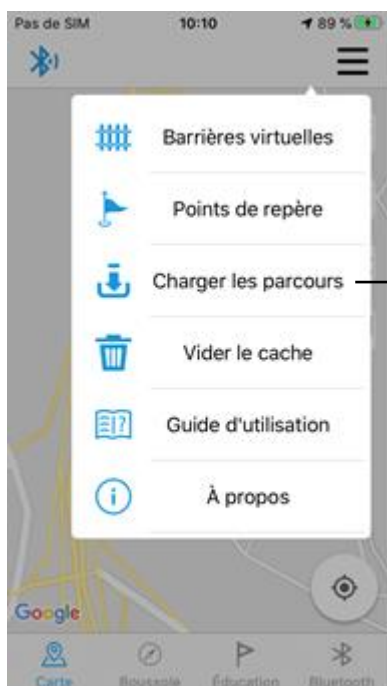 Pas de SIM 10:10 89 %
Barrières virtuelles
Points de repère
Charger les parcours
Vider le cache
Guide d'utilisation
À propos
Google
Carte Boussole Éducation Bluetooth